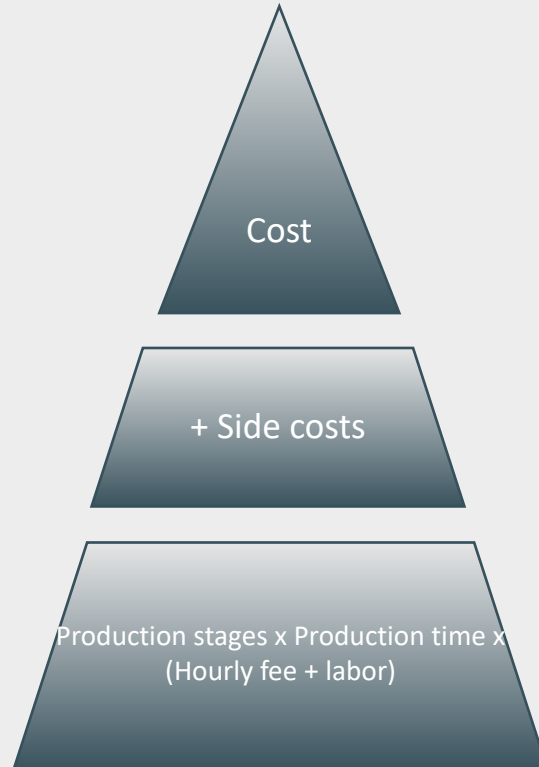 Cost
+ Side costs
Production stages x Production time x
(Hourly fee + labor)